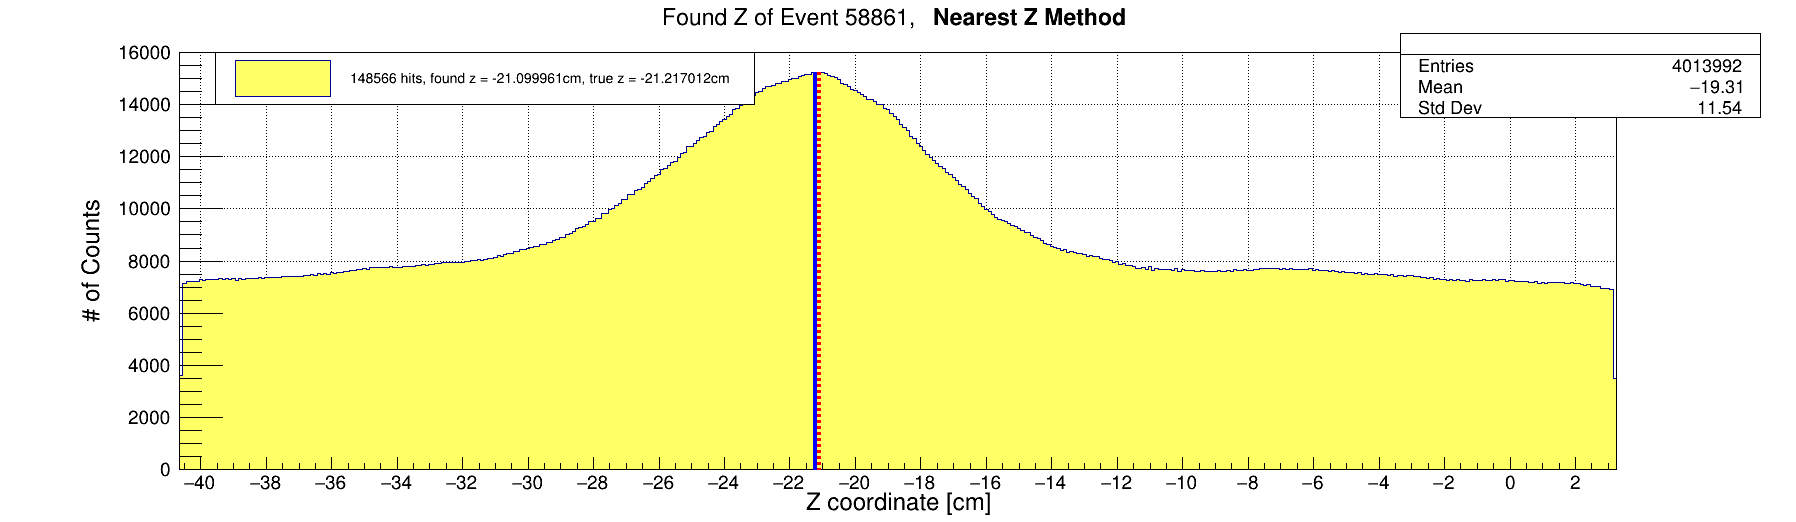 Found Z of Event 58861, Nearest Z Method
148566 hits, found z = -21.099961cm, true z = -21.217012cm
Entries 4013992
Mean −19.31
Std Dev 11.54
# of Counts
16000
14000
12000
10000
8000
6000
4000
2000
0
−40 −38 −36 −34 −32 −30 −28 −26 −24 −22 −20 −18 −16 −14 −12 −10 −8 −6 −4 −2 0 2
Z coordinate [cm]